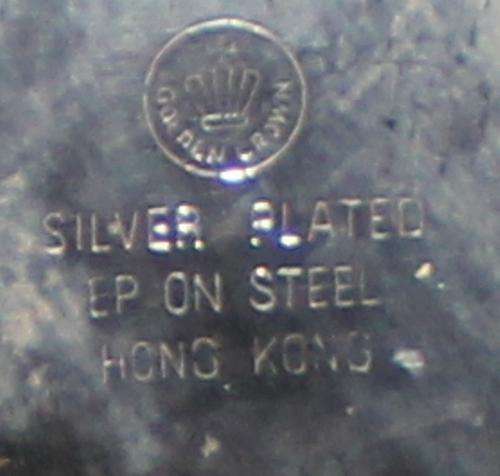 GOLDEN CROWN
SILVER PLATED
EP ON STEEL
HONG KONG